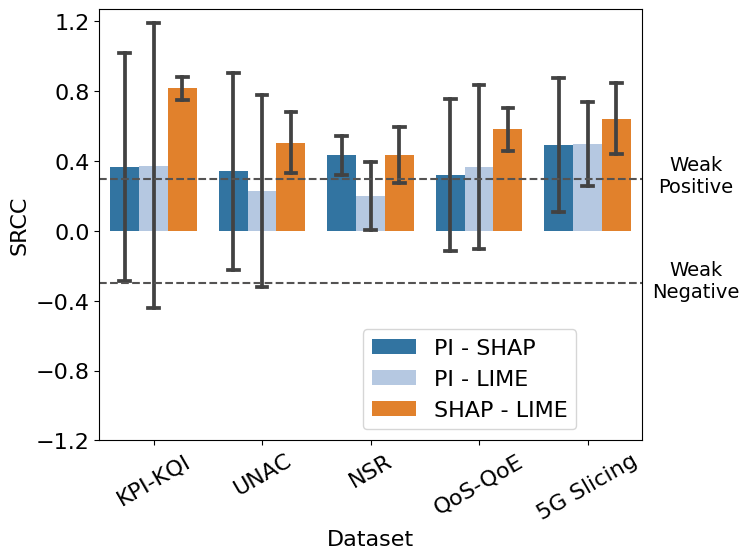 SRCC
1.2
0.8
0.4
0.0
−0.4
−0.8
−1.2
Weak
Positive
Weak
Negative
PI - SHAP
PI - LIME
SHAP - LIME
KPI-KQI
UNAC
NSR
QoS-QoE
5G Slicing
Dataset